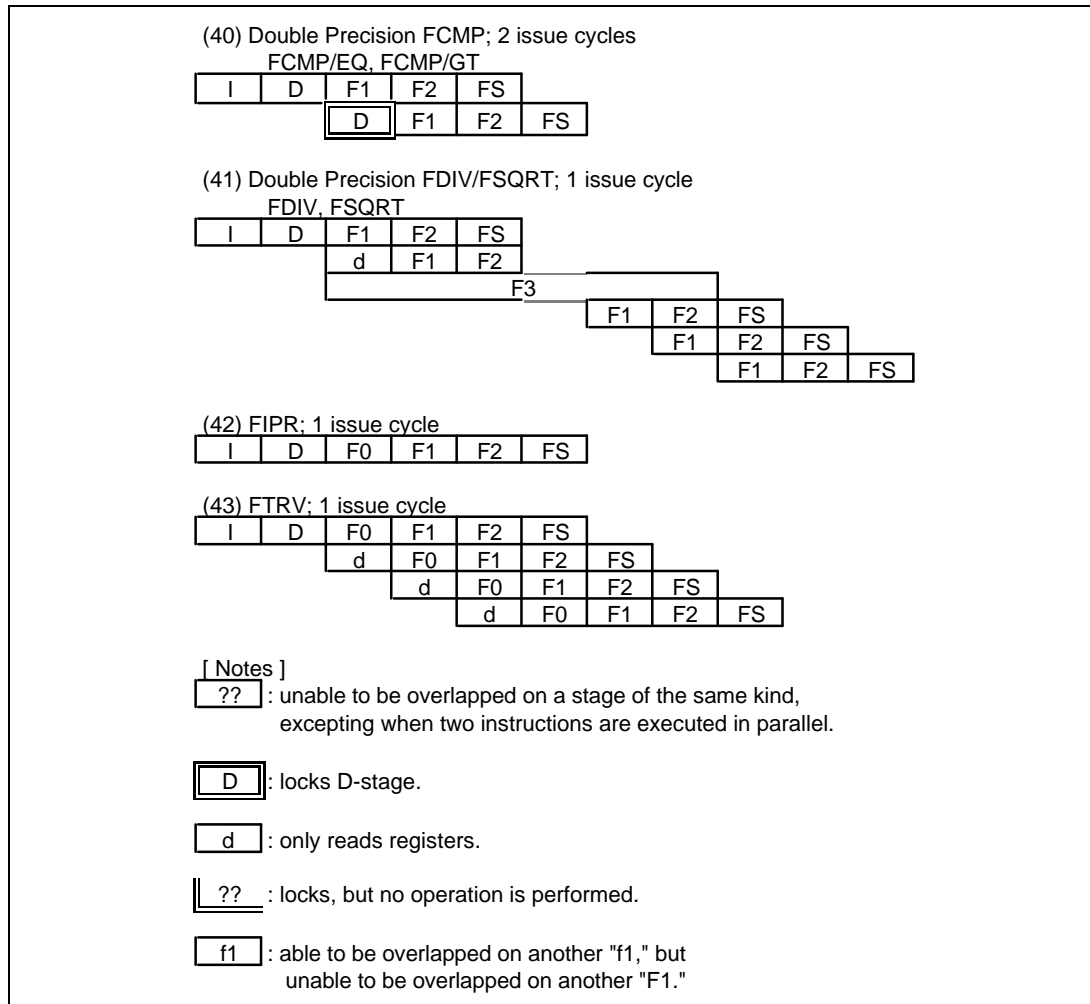 (40) Double Precision FCMP; 2 issue cycles
FCMP/EQ, FCMP/GT
I D F1 F2 FS
D F1 F2 FS
(41) Double Precision FDIV/FSQRT; 1 issue cycle
FDIV, FSQRT
I D F1 F2 FS
d F1 F2
F3
F1 F2 FS
F1 F2 FS
F1 F2 FS
(42) FIPR; 1 issue cycle
I D F0 F1 F2 FS
(43) FTRV; 1 issue cycle
I D F0 F1 F2 FS
d F0 F1 F2 FS
d F0 F1 F2 FS
d F0 F1 F2 FS
[ Notes ]
?? : unable to be overlapped on a stage of the same kind,
excepting when two instructions are executed in parallel.
D : locks D-stage.
d : only reads registers.
?? : locks, but no operation is performed.
f1 : able to be overlapped on another "f1," but
unable to be overlapped on another "F1."